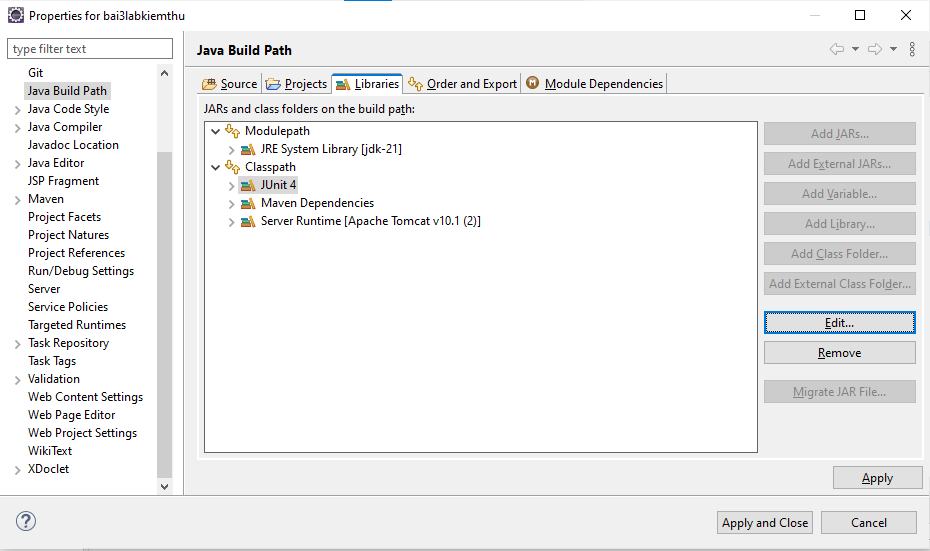 Properties for bai3labkiemthu
type filter text
Git
Java Build Path
Java Code Style
Java Compiler
Javadoc Location
Java Editor
JSP Fragment
Maven
Project Facets
Project Natures
Project References
Run/Debug Settings
Server
Service Policies
Targeted Runtimes
Task Repository
Task Tags
Validation
Web Content Settings
Web Page Editor
Web Project Settings
WikiText
XDoclet
Java Build Path
Source Projects Libraries Order and Export Module Dependencies
JARs and class folders on the build path:
Modulepath
JRE System Library [jdk-21]
Classpath
JUnit 4
Maven Dependencies
Server Runtime [Apache Tomcat v10.1 (2)]
Add JARs...
Add External JARs...
Add Variable...
Add Library...
Add Class Folder...
Add External Class Folder...
Edit...
Remove
Migrate JAR File...
Apply
?
Apply and Close Cancel